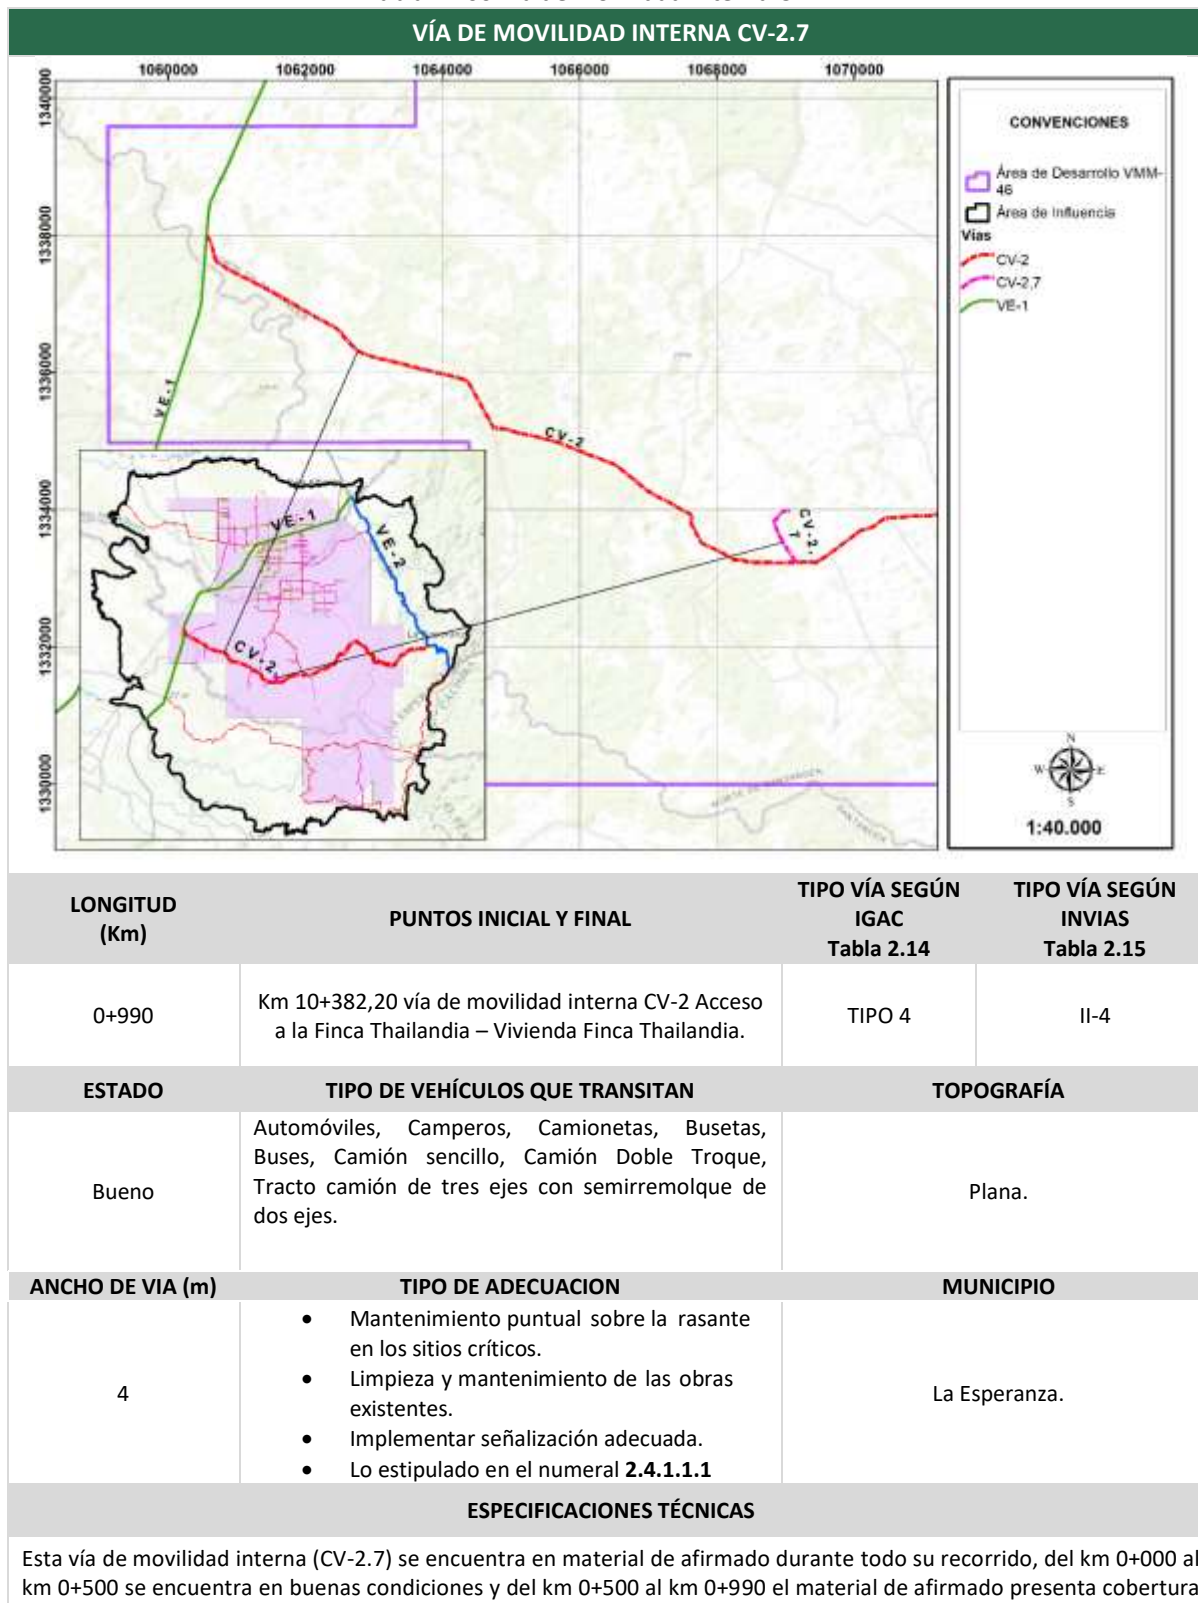 VÍA DE MOVILIDAD INTERNA CV-2.7
1060000 1062000 1064000 1066000 1068000 1070000
1340000
1338000
1336000
1334000
1332000
1330000
VE-1
CV-2
CV-2.7
VE-1
VE-2
CV-2
CONVENCIONES
Área de Desarrollo VMM-
46
Área de Influencia
Vías
CV-2
CV-2,7
VE-1
N
W E
S
1:40.000
LONGITUD
(Km)
PUNTOS INICIAL Y FINAL
TIPO VÍA SEGÚN
IGAC
Tabla 2.14
TIPO VÍA SEGÚN
INVIAS
Tabla 2.15
0+990
Km 10+382,20 vía de movilidad interna CV-2 Acceso
a la Finca Thailandia – Vivienda Finca Thailandia.
TIPO 4
II-4
ESTADO
TIPO DE VEHÍCULOS QUE TRANSITAN
TOPOGRAFÍA
Bueno
Automóviles, Camperos, Camionetas, Busetas,
Buses, Camión sencillo, Camión Doble Troque,
Tracto camión de tres ejes con semirremolque de
dos ejes.
Plana.
ANCHO DE VIA (m)
TIPO DE ADECUACION
MUNICIPIO
4
• Mantenimiento puntual sobre la rasante
en los sitios críticos.
• Limpieza y mantenimiento de las obras
existentes.
• Implementar señalización adecuada.
• Lo estipulado en el numeral 2.4.1.1.1
La Esperanza.
ESPECIFICACIONES TÉCNICAS
Esta vía de movilidad interna (CV-2.7) se encuentra en material de afirmado durante todo su recorrido, del km 0+000 al
km 0+500 se encuentra en buenas condiciones y del km 0+500 al km 0+990 el material de afirmado presenta cobertura